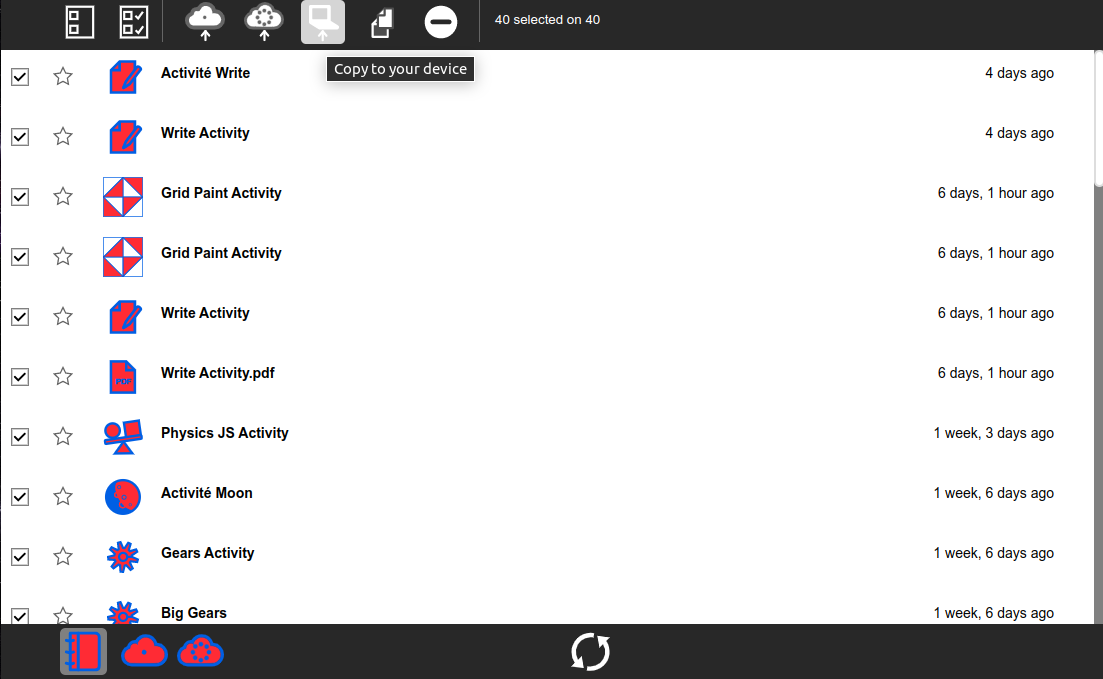 40 selected on 40
Copy to your device
Activité Write 4 days ago
Write Activity 4 days ago
Grid Paint Activity 6 days, 1 hour ago
Grid Paint Activity 6 days, 1 hour ago
Write Activity 6 days, 1 hour ago
PDF
Write Activity.pdf 6 days, 1 hour ago
Physics JS Activity 1 week, 3 days ago
Activité Moon 1 week, 6 days ago
Gears Activity 1 week, 6 days ago
Big Gears 1 week, 6 days ago